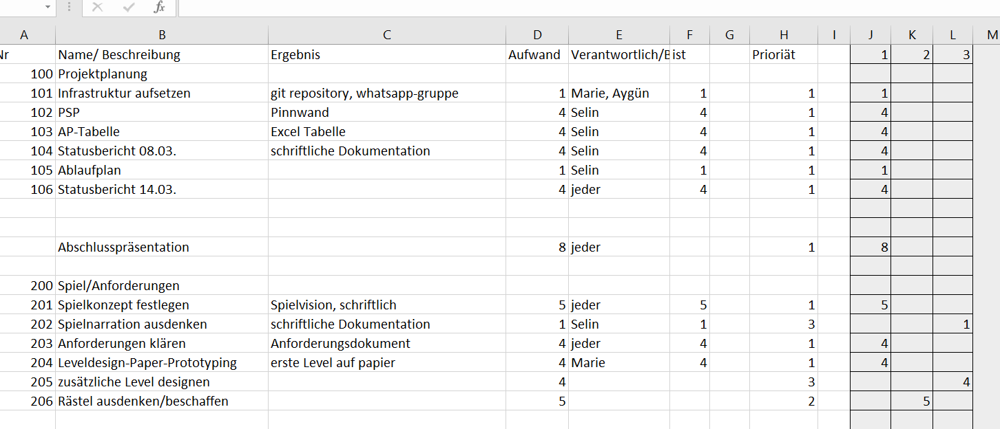 fx
A B C D E F G H I J K L M
Nr Name/ Beschreibung Ergebnis Aufwand Verantwortlich/B ist Prioriät 1 2 3
100 Projektplanung
101 Infrastruktur aufsetzen git repository, whatsapp-gruppe 1 Marie, Aygün 1 1 1
102 PSP Pinnwand 4 Selin 4 1 4
103 AP-Tabelle Excel Tabelle 4 Selin 4 1 4
104 Statusbericht 08.03. schriftliche Dokumentation 4 Selin 4 1 4
105 Ablaufplan 1 Selin 1 1 1
106 Statusbericht 14.03. 4 jeder 4 1 4
Abschlusspräsentation 8 jeder 1 8
200 Spiel/Anforderungen
201 Spielkonzept festlegen Spielvision, schriftlich 5 jeder 5 1 5
202 Spielnarration ausdenken schriftliche Dokumentation 1 Selin 1 3 1
203 Anforderungen klären Anforderungsdokument 4 jeder 4 1 4
204 Leveldesign-Paper-Prototyping erste Level auf papier 4 Marie 4 1 4
205 zusätzliche Level designen 4 3 4
206 Rästel ausdenken/beschaffen 5 2 5